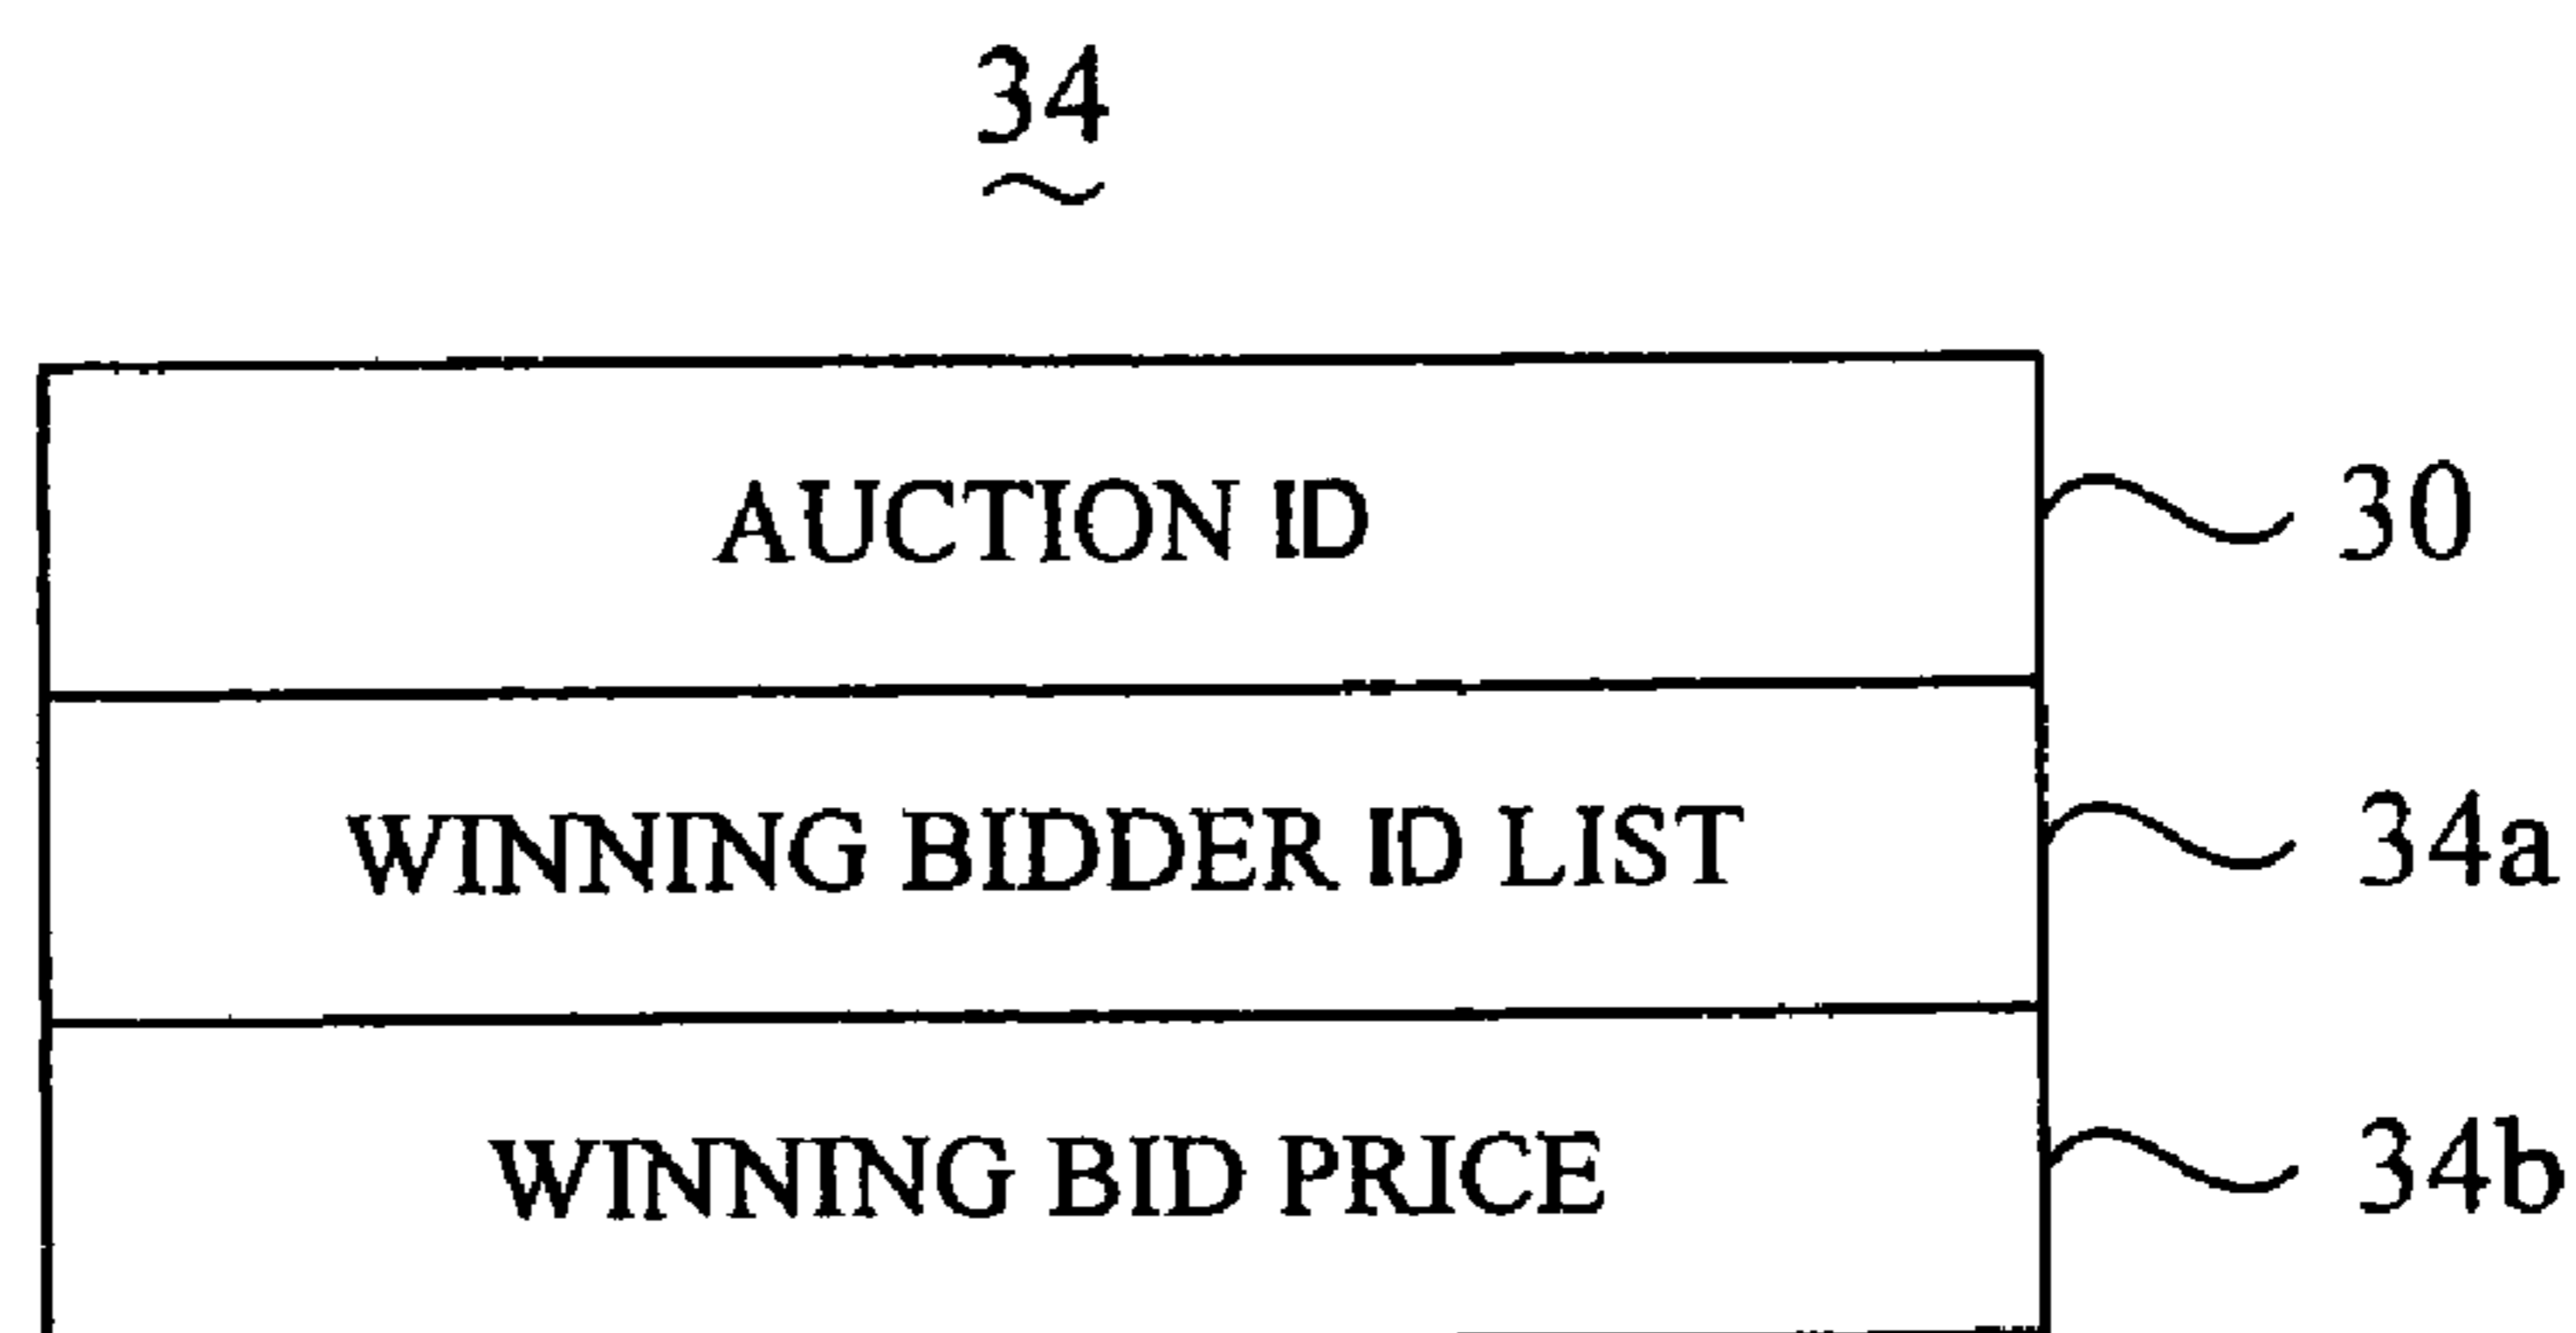 34
AUCTION ID 30
WINNING BIDDER ID LIST 34a
WINNING BID PRICE 34b